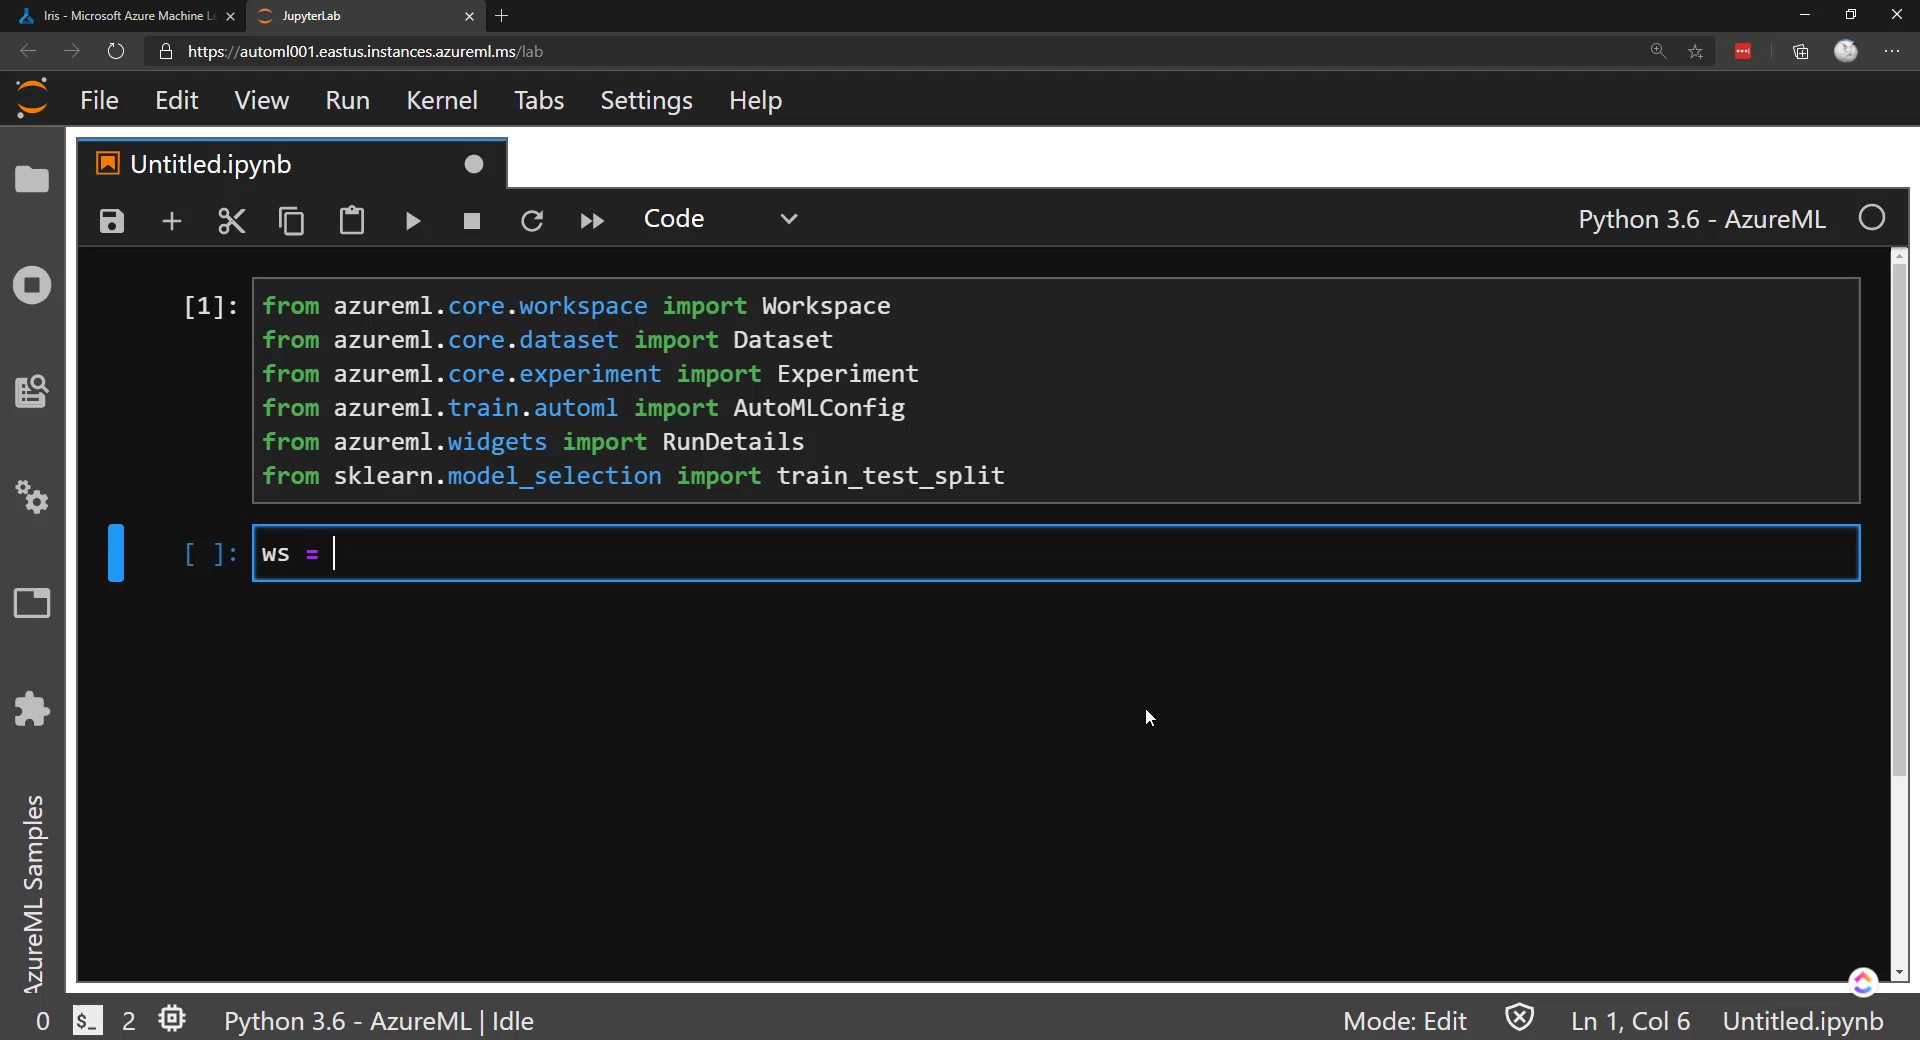 Iris - Microsoft Azure Machine Le
JupyterLab
https://automl001.eastus.instances.azureml.ms/lab
File Edit View Run Kernel Tabs Settings Help
Untitled.ipynb
Code
Python 3.6 - AzureML
[1]: from azureml.core.workspace import Workspace
from azureml.core.dataset import Dataset
from azureml.core.experiment import Experiment
from azureml.train.automl import AutoMLConfig
from azureml.widgets import RunDetails
from sklearn.model_selection import train_test_split
[ ]: ws =
AzureML Samples
0 $_ 2 Python 3.6 - AzureML | Idle Mode: Edit Ln 1, Col 6 Untitled.ipynb